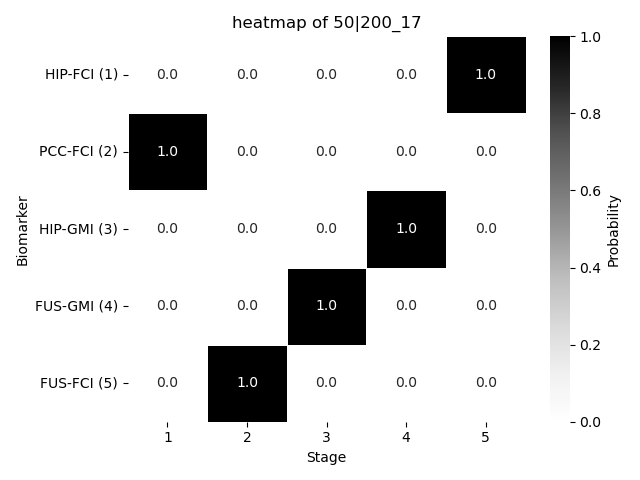 heatmap of 50|200_17
Biomarker
HIP-FCI (1)
0.0 0.0 0.0 0.0 1.0
PCC-FCI (2)
1.0 0.0 0.0 0.0 0.0
HIP-GMI (3)
0.0 0.0 0.0 1.0 0.0
FUS-GMI (4)
0.0 0.0 1.0 0.0 0.0
FUS-FCI (5)
0.0 1.0 0.0 0.0 0.0
1 2 3 4 5
Stage
1.0
0.8
0.6
0.4
0.2
0.0
Probability